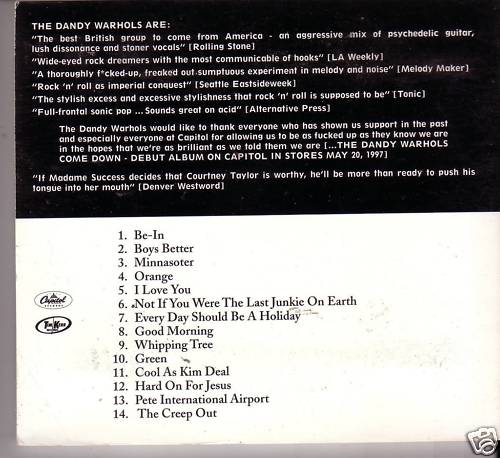 THE DANDY WARHOLS ARE:
"The best British group to come from America - an aggressive mix of psychedelic guitar,
lush dissonance and stoner vocals" [Rolling Stone]
"Wide-eyed rock dreamers with the most communicable of hooks" [LA Weekly]
"A thoroughly f*cked-up, freaked out sumptuous experiment in melody and noise" [Melody Maker]
"Rock 'n' roll as imperial conquest" [Seattle Eastsideweek]
"The stylish excess and excessive stylishness that rock 'n' roll is supposed to be" [Tonic]
"Full-frontal sonic pop ...Sounds great on acid" [Alternative Press]
The Dandy Warhols would like to thank everyone who has shown us support in the past
and especially everyone at Capitol for allowing us to be as fucked up as they know we are
in the hopes that we're as brilliant as we told them we are [...THE DANDY WARHOLS
COME DOWN - DEBUT ALBUM ON CAPITOL IN STORES MAY 20, 1997]
"If Madame Success decides that Courtney Taylor is worthy, he'll be more than ready to push his
tongue into her mouth" [Denver Westword]
1. Be-In
2. Boys Better
3. Minnasoter
4. Orange
5. I Love You
6. Not If You Were The Last Junkie On Earth
7. Every Day Should Be A Holiday
8. Good Morning
9. Whipping Tree
10. Green
11. Cool As Kim Deal
12. Hard On For Jesus
13. Pete International Airport
14. The Creep Out
Capitol